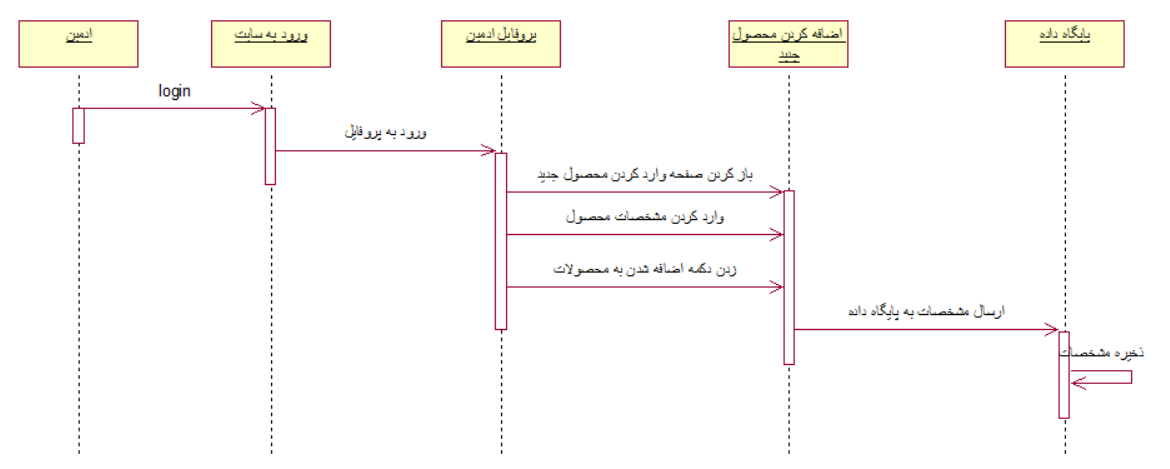 ادمین
ورود به سایت
پروفایل ادمین
اضافه کردن محصول
جدید
پایگاه داده
login
ورود به پروفایل
باز کردن صفحه وارد کردن محصول جدید
وارد کردن مشخصات محصول
زدن دکمه اضافه شدن به محصولات
ارسال مشخصات به پایگاه داده
ذخیره مشخصات